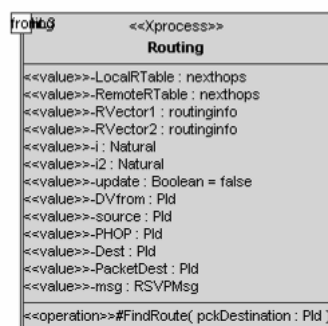 <<Xprocess>>
Routing
<<value>>-LocalRTable : nexthops
<<value>>-RemoteRTable : nexthops
<<value>>-RVector1 : routinginfo
<<value>>-RVector2 : routinginfo
<<value>>-i : Natural
<<value>>-i2 : Natural
<<value>>-update : Boolean = false
<<value>>-DVfrom : PId
<<value>>-source : PId
<<value>>-PHOP : PId
<<value>>-Dest : PId
<<value>>-PacketDest : PId
<<value>>-msg : RSVPMsg
<<operation>>#FindRoute( pckDestination : PId )